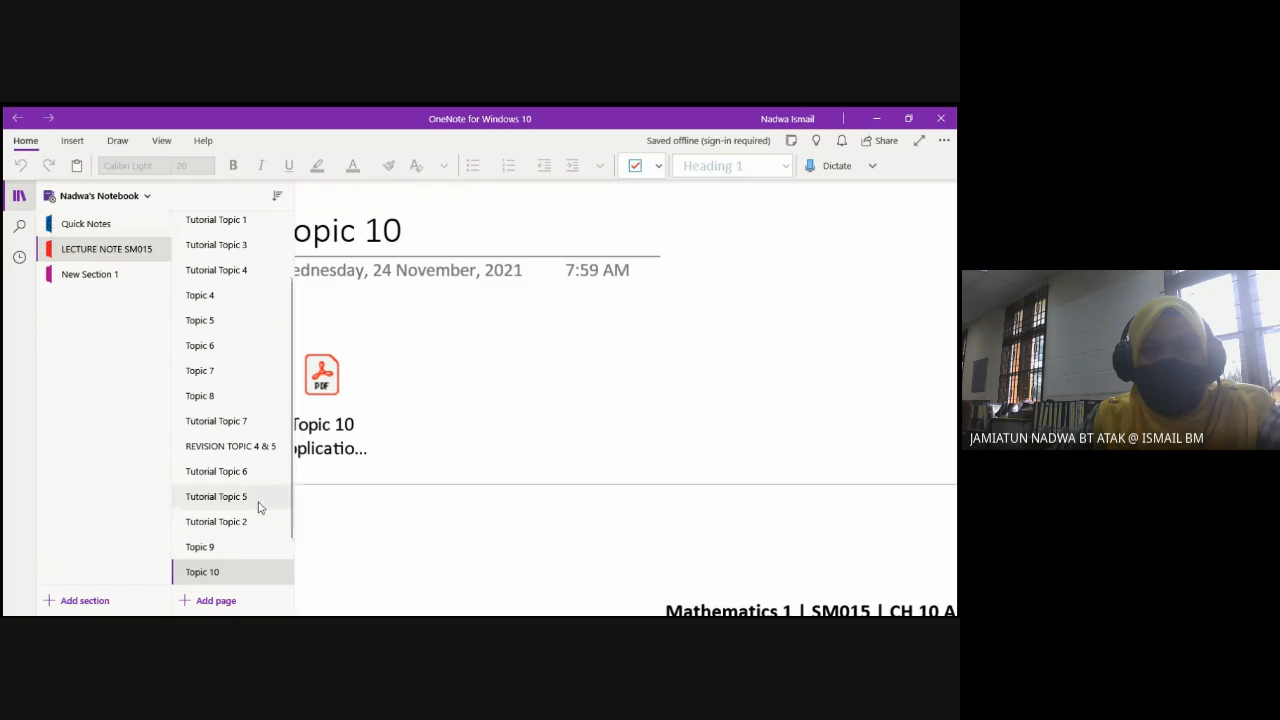 OneNote for Windows 10
Nadwa Ismail
Home Insert Draw View Help
Saved offline (sign-in required)
Share
Calibri Light 20
B I U A
Heading 1
Dictate
Nadwa's Notebook
Quick Notes
LECTURE NOTE SM015
New Section 1
Tutorial Topic 1
Tutorial Topic 3
Tutorial Topic 4
Topic 4
Topic 5
Topic 6
Topic 7
Topic 8
Tutorial Topic 7
REVISION TOPIC 4 & 5
Tutorial Topic 6
Tutorial Topic 5
Tutorial Topic 2
Topic 9
Topic 10
Add section
Add page
opic 10
ednesday, 24 November, 2021 7:59 AM
PDF
Topic 10
pplicatio...
Mathematics 1 | SM015 | CH 10 A
JAMIATUN NADWA BT ATAK @ ISMAIL BM